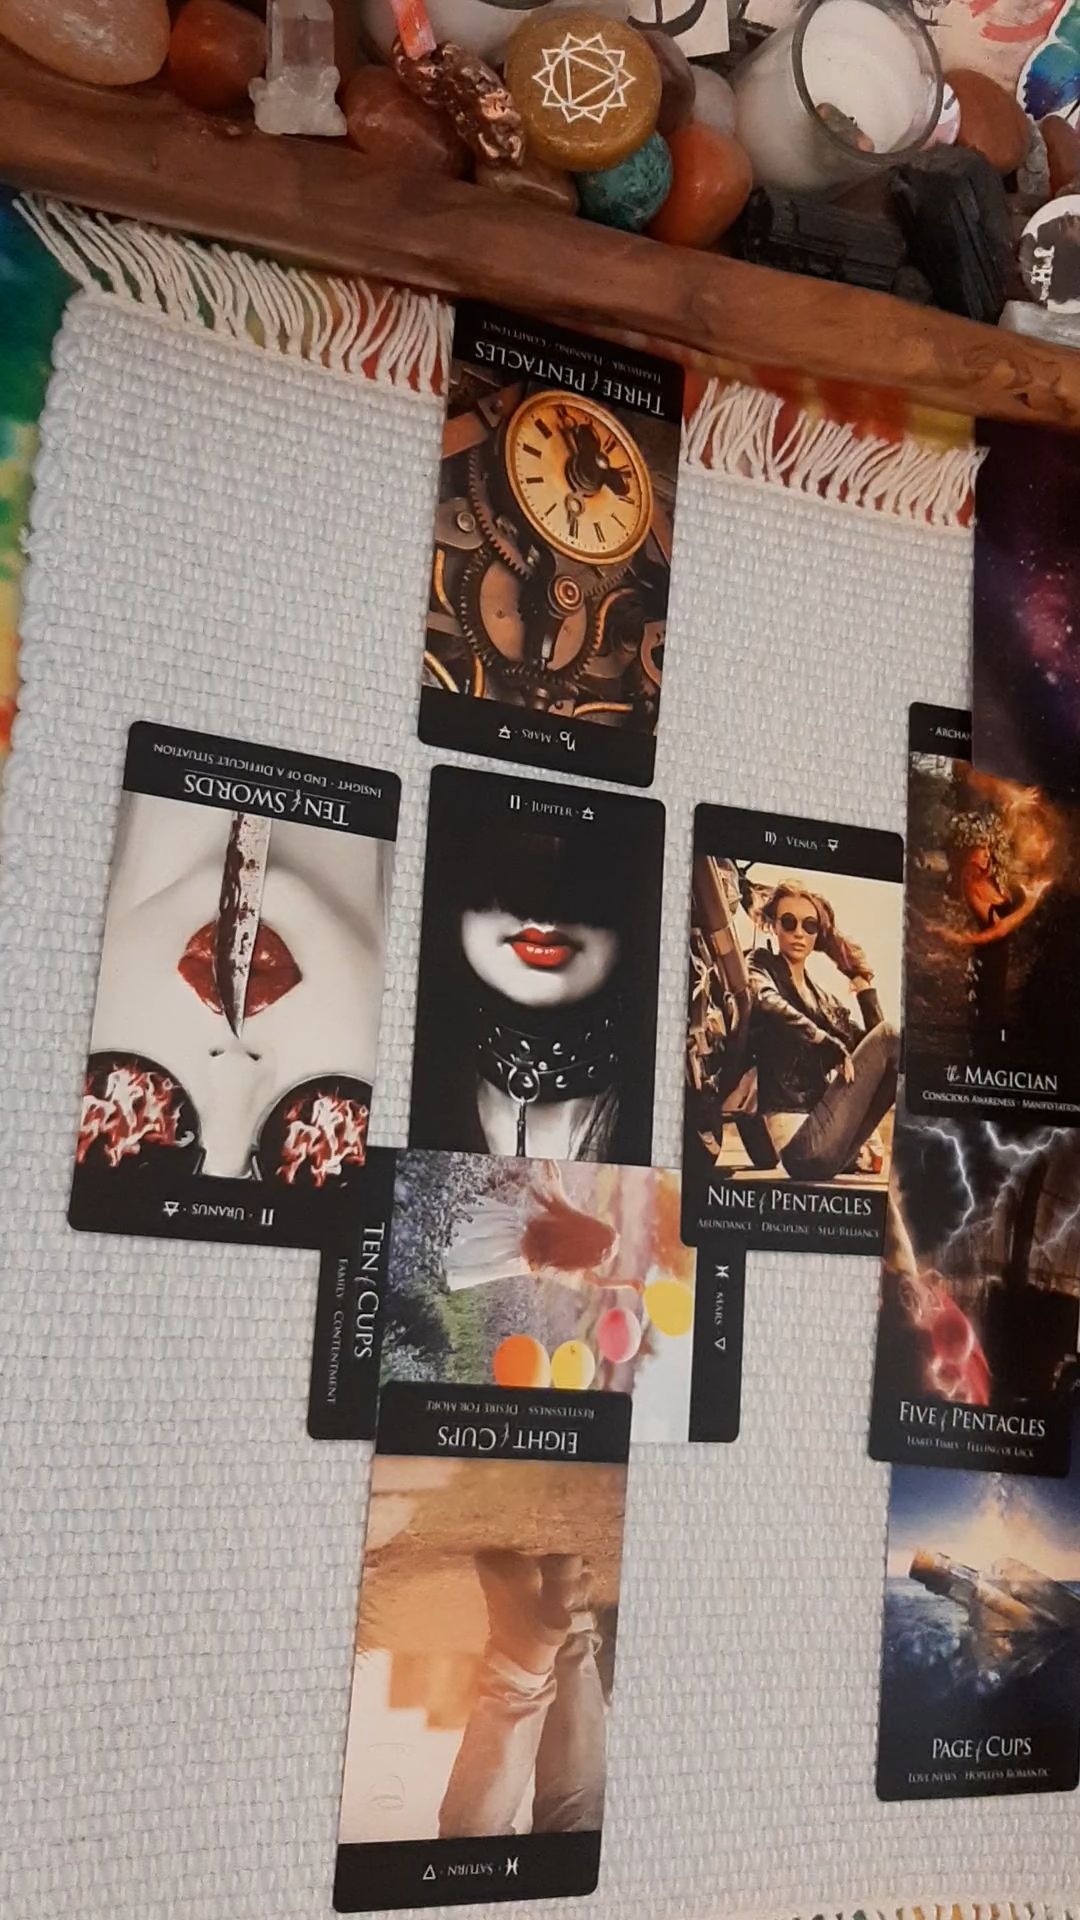 TEAMWORK · PLANNING · COMPETENCE
THREE of PENTACLES
♑ · MARS ·
INSIGHT · END OF A DIFFICULT SITUATION
TEN of SWORDS
♊ · URANUS ·
♊ · JUPITER ·
♍ · VENUS ·
NINE of PENTACLES
ABUNDANCE · DISCIPLINE · SELF-RELIANCE
I
the MAGICIAN
CONSCIOUS AWARENESS · MANIFESTATION
TEN of CUPS
FAMILY · CONTENTMENT
♓ · MARS ·
FIVE of PENTACLES
HARD TIMES · FEELING OF LACK
RESTLESSNESS · DESIRE FOR MORE
EIGHT of CUPS
♓ · SATURN ·
PAGE of CUPS
LOVE NEWS · HOPELESS ROMANTIC